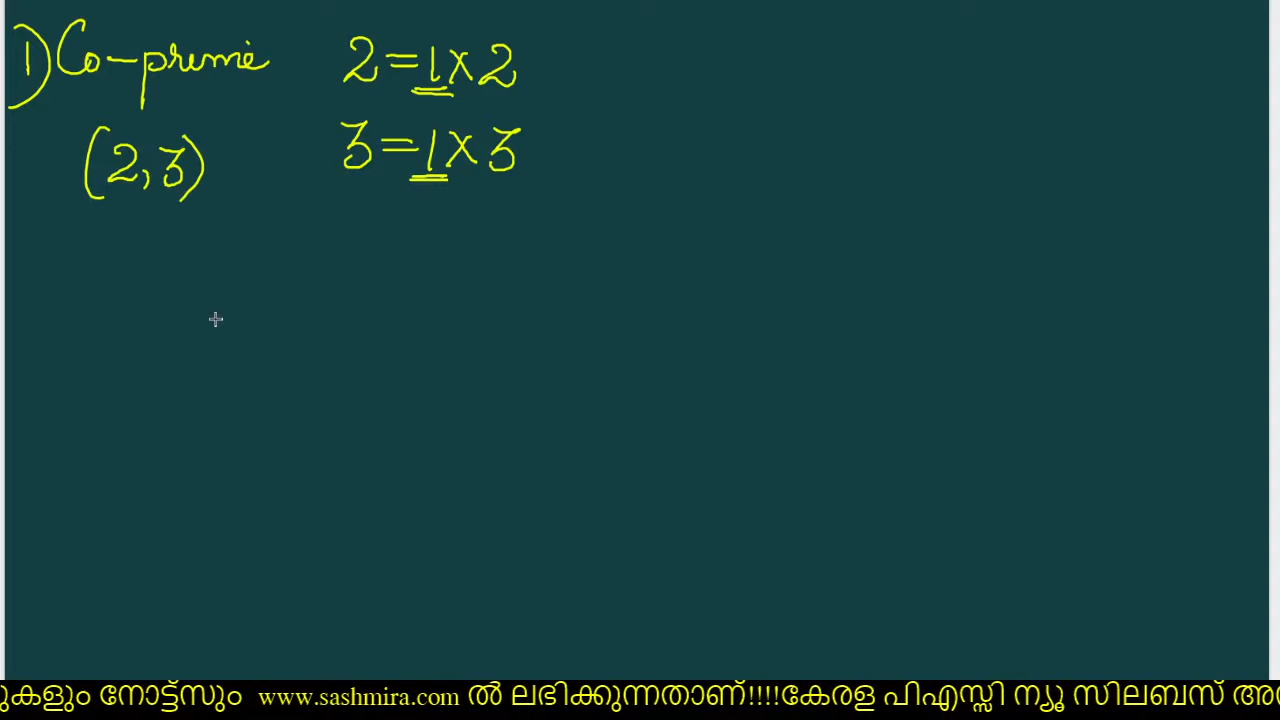 1) Co-prime 2 = 1 × 2
(2, 3) 3 = 1 × 3
നോട്ട്സും www.sashmira.com ൽ ലഭിക്കുന്നതാണ്!!!!കേരള പിഎസ്സി ന്യൂ സിലബസ്